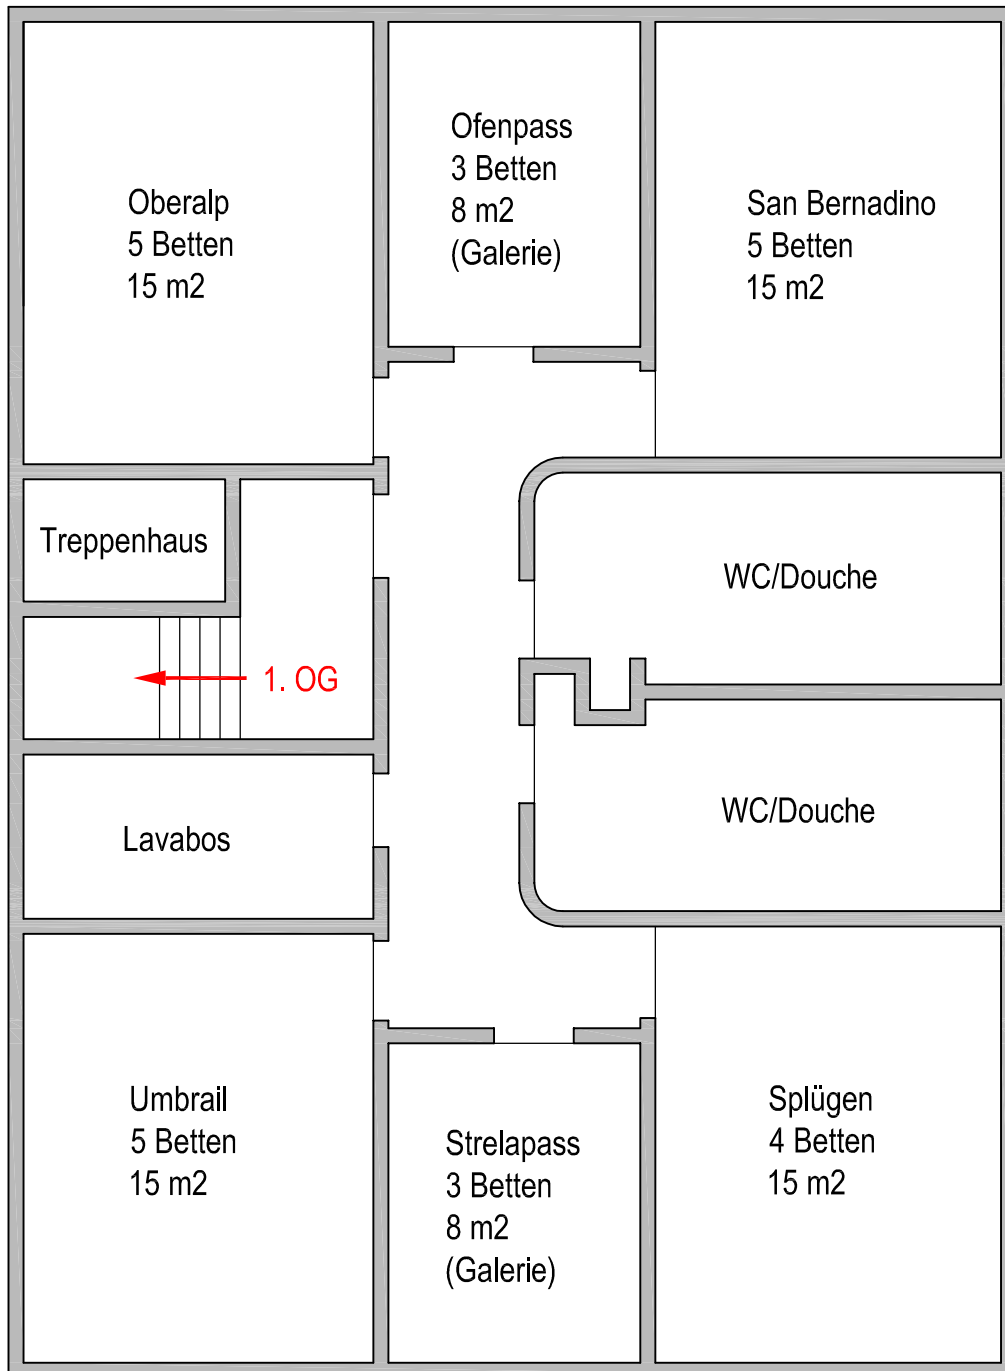 Oberalp
5 Betten
15 m2
Ofenpass
3 Betten
8 m2
(Galerie)
San Bernadino
5 Betten
15 m2
Treppenhaus
1. OG
WC/Douche
Lavabos
WC/Douche
Umbrail
5 Betten
15 m2
Strelapass
3 Betten
8 m2
(Galerie)
Splügen
4 Betten
15 m2